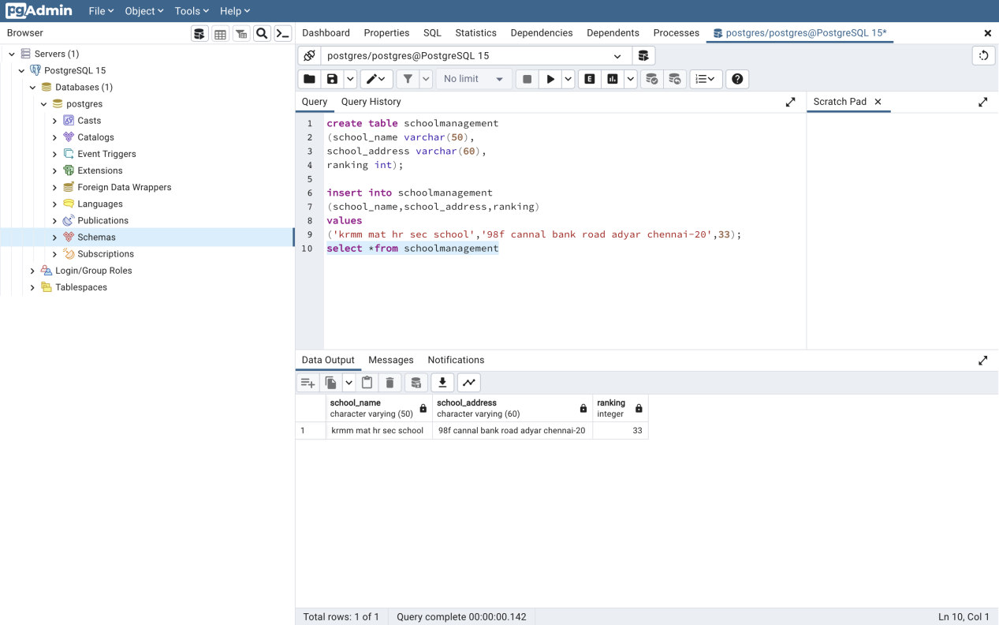 pgAdmin File Object Tools Help
Browser
Dashboard Properties SQL Statistics Dependencies Dependents Processes postgres/postgres@PostgreSQL 15*
Servers (1)
PostgreSQL 15
Databases (1)
postgres
Casts
Catalogs
Event Triggers
Extensions
Foreign Data Wrappers
Languages
Publications
Schemas
Subscriptions
Login/Group Roles
Tablespaces
postgres/postgres@PostgreSQL 15
No limit E
Query Query History Scratch Pad
1 create table schoolmanagement
2 (school_name varchar(50),
3 school_address varchar(60),
4 ranking int);
5
6 insert into schoolmanagement
7 (school_name,school_address,ranking)
8 values
9 ('krmm mat hr sec school','98f cannal bank road adyar chennai-20',33);
10 select *from schoolmanagement
Data Output Messages Notifications
school_name school_address ranking
character varying (50) character varying (60) integer
1 krmm mat hr sec school 98f cannal bank road adyar chennai-20 33
Total rows: 1 of 1 Query complete 00:00:00.142 Ln 10, Col 1